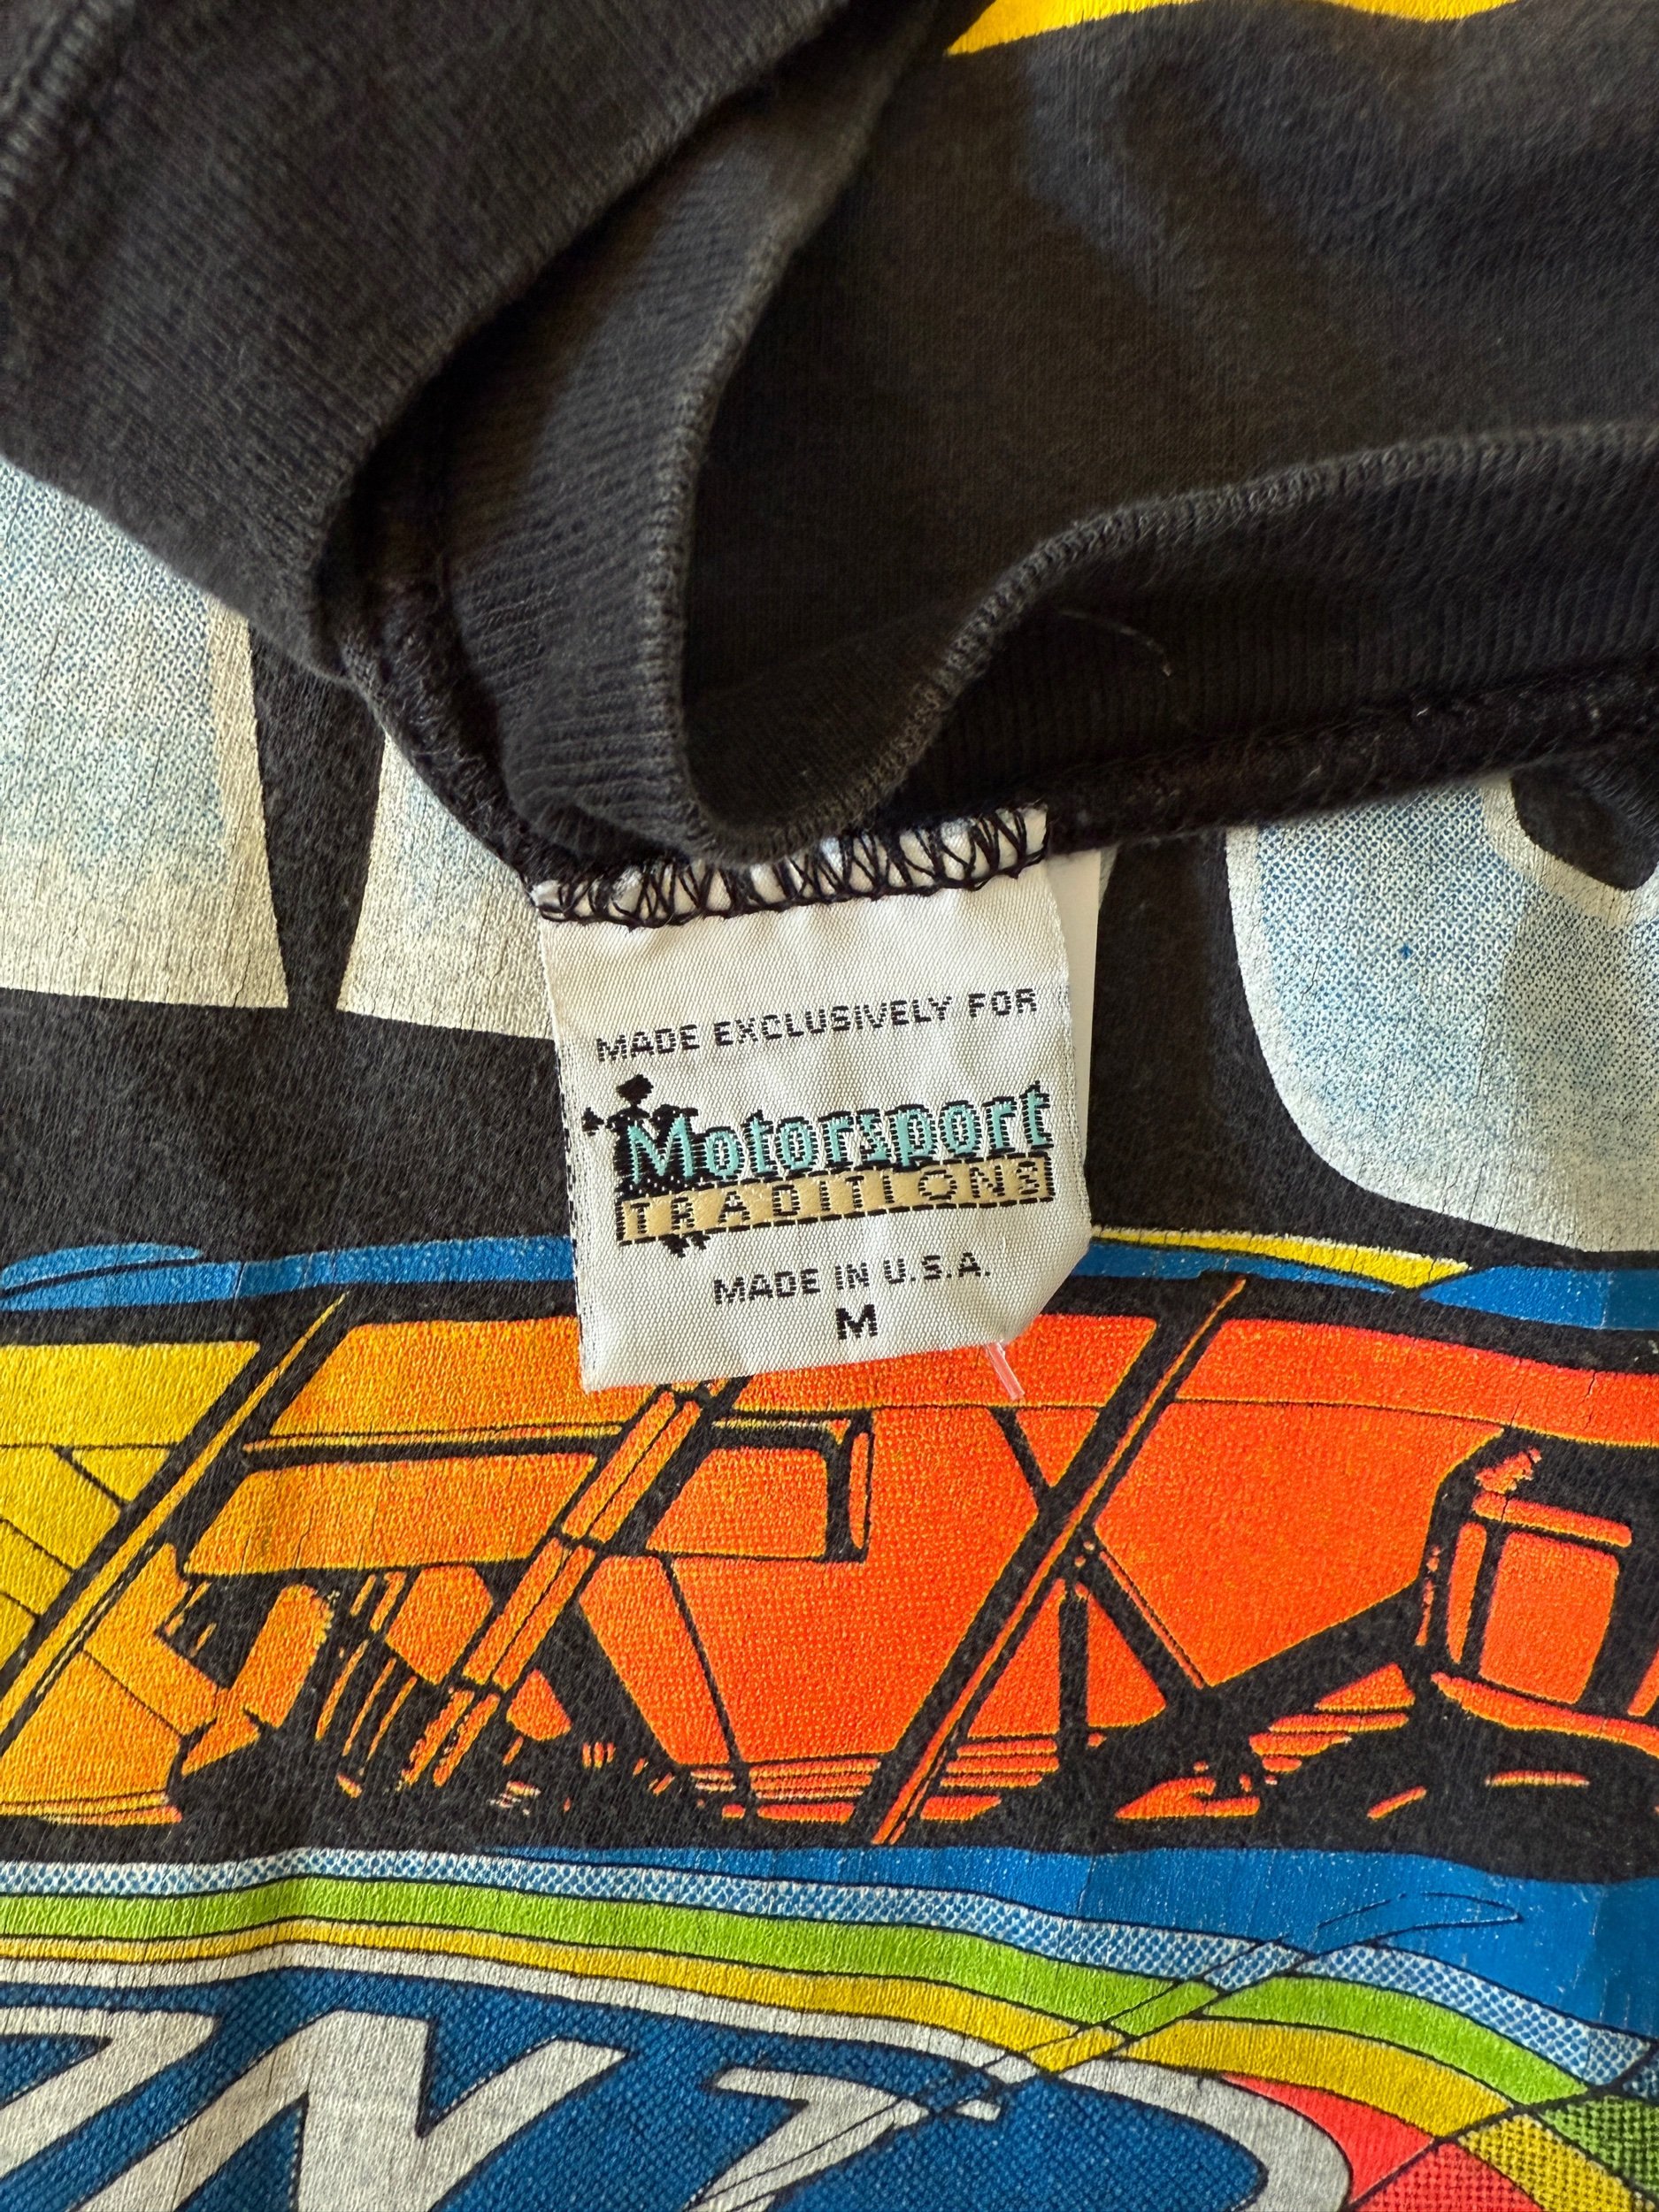 MADE EXCLUSIVELY FOR
Motorsport
TRADITIONS
MADE IN U.S.A.
M